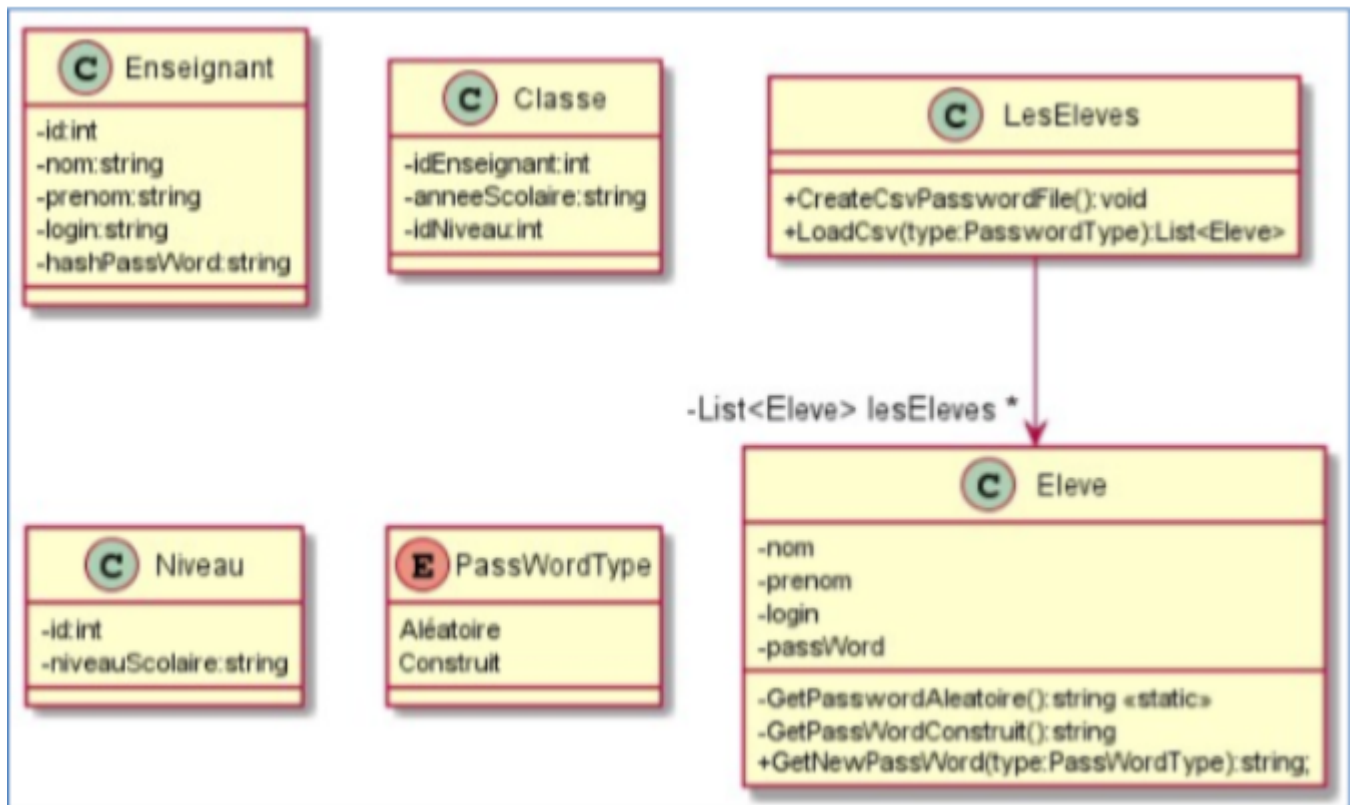 C Enseignant
-id:int
-nom:string
-prenom:string
-login:string
-hashPassWord:string
C Classe
-idEnseignant:int
-anneeScolaire:string
-idNiveau:int
C LesEleves
+CreateCsvPasswordFile():void
+LoadCsv(type:PasswordType):List<Eleve>
-List<Eleve> lesEleves *
C Niveau
-id:int
-niveauScolaire:string
E PassWordType
Aléatoire
Construit
C Eleve
-nom
-prenom
-login
-passWord
-GetPasswordAleatoire():string «static»
-GetPassWordConstruit():string
+GetNewPassWord(type:PassWordType):string;